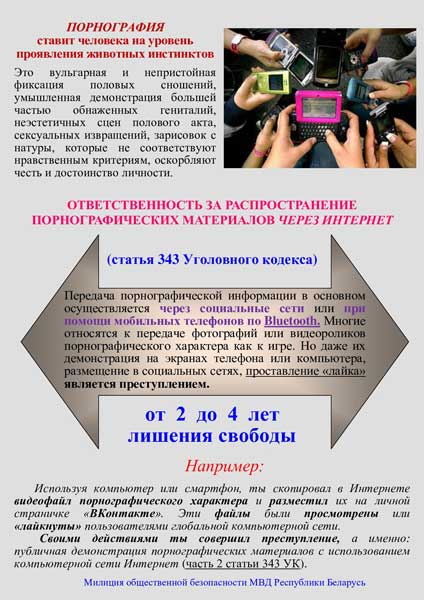 ПОРНОГРАФИЯ
ставит человека на уровень
проявления животных инстинктов
Это вульгарная и непристойная
фиксация половых сношений,
умышленная демонстрация большей
частью обнаженных гениталий,
неэстетичных сцен полового акта,
сексуальных извращений, зарисовок с
натуры, которые не соответствуют
нравственным критериям, оскорбляют
честь и достоинство личности.
ОТВЕТСТВЕННОСТЬ ЗА РАСПРОСТРАНЕНИЕ
ПОРНОГРАФИЧЕСКИХ МАТЕРИАЛОВ ЧЕРЕЗ ИНТЕРНЕТ
(статья 343 Уголовного кодекса)
Передача порнографической информации в основном
осуществляется через социальные сети или при
помощи мобильных телефонов по Bluetooth. Многие
относятся к передаче фотографий или видеороликов
порнографического характера как к игре. Но даже их
демонстрация на экранах телефона или компьютера,
размещение в социальных сетях, проставление «лайка»
является преступлением.
от 2 до 4 лет
лишения свободы
Например:
Используя компьютер или смартфон, ты скопировал в Интернете
видеофайл порнографического характера и разместил их на личной
страничке «ВКонтакте». Эти файлы были просмотрены или
«лайкнуты» пользователями глобальной компьютерной сети.
Своими действиями ты совершил преступление, а именно:
публичная демонстрация порнографических материалов с использованием
компьютерной сети Интернет (часть 2 статьи 343 УК).
Милиция общественной безопасности МВД Республики Беларусь